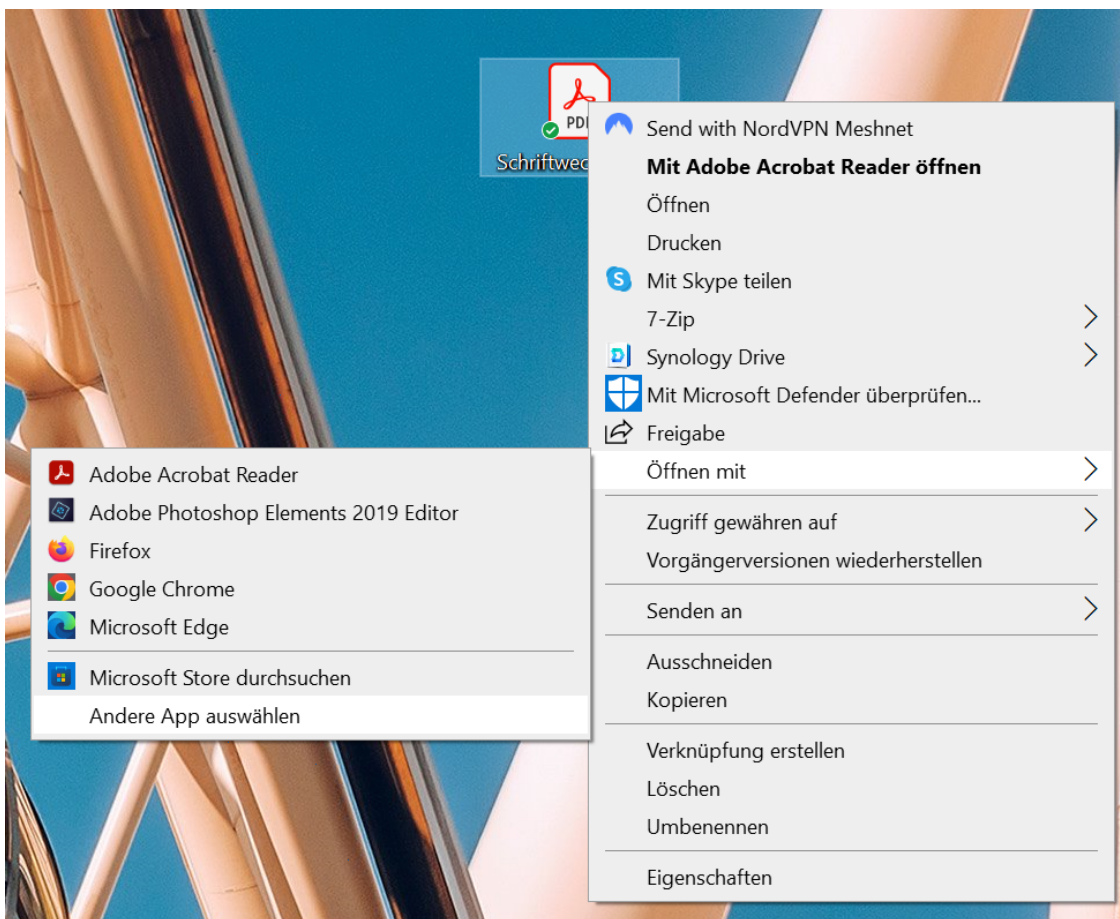 PDF
Schriftwec
Send with NordVPN Meshnet
Mit Adobe Acrobat Reader öffnen
Öffnen
Drucken
Mit Skype teilen
7-Zip
Synology Drive
Mit Microsoft Defender überprüfen...
Freigabe
Öffnen mit
Zugriff gewähren auf
Vorgängerversionen wiederherstellen
Senden an
Ausschneiden
Kopieren
Verknüpfung erstellen
Löschen
Umbenennen
Eigenschaften
Adobe Acrobat Reader
Adobe Photoshop Elements 2019 Editor
Firefox
Google Chrome
Microsoft Edge
Microsoft Store durchsuchen
Andere App auswählen